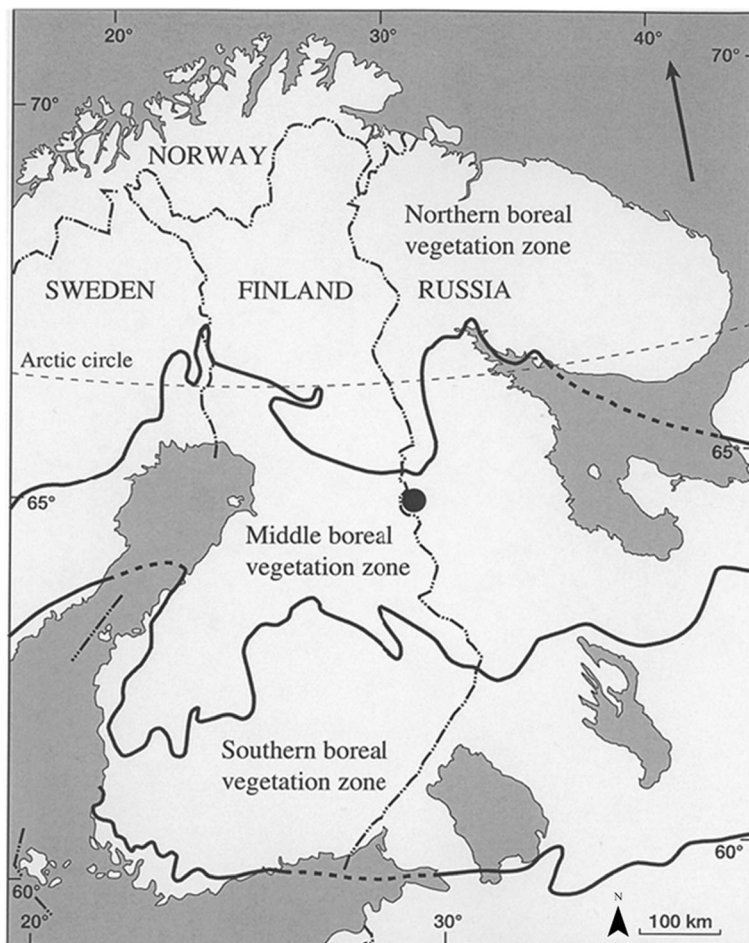 20°
30°
40°
70°
70°
NORWAY
Northern boreal
vegetation zone
SWEDEN
FINLAND
RUSSIA
Arctic circle
65°
65°
Middle boreal
vegetation zone
Southern boreal
vegetation zone
60°
60°
N
20°
30°
100 km